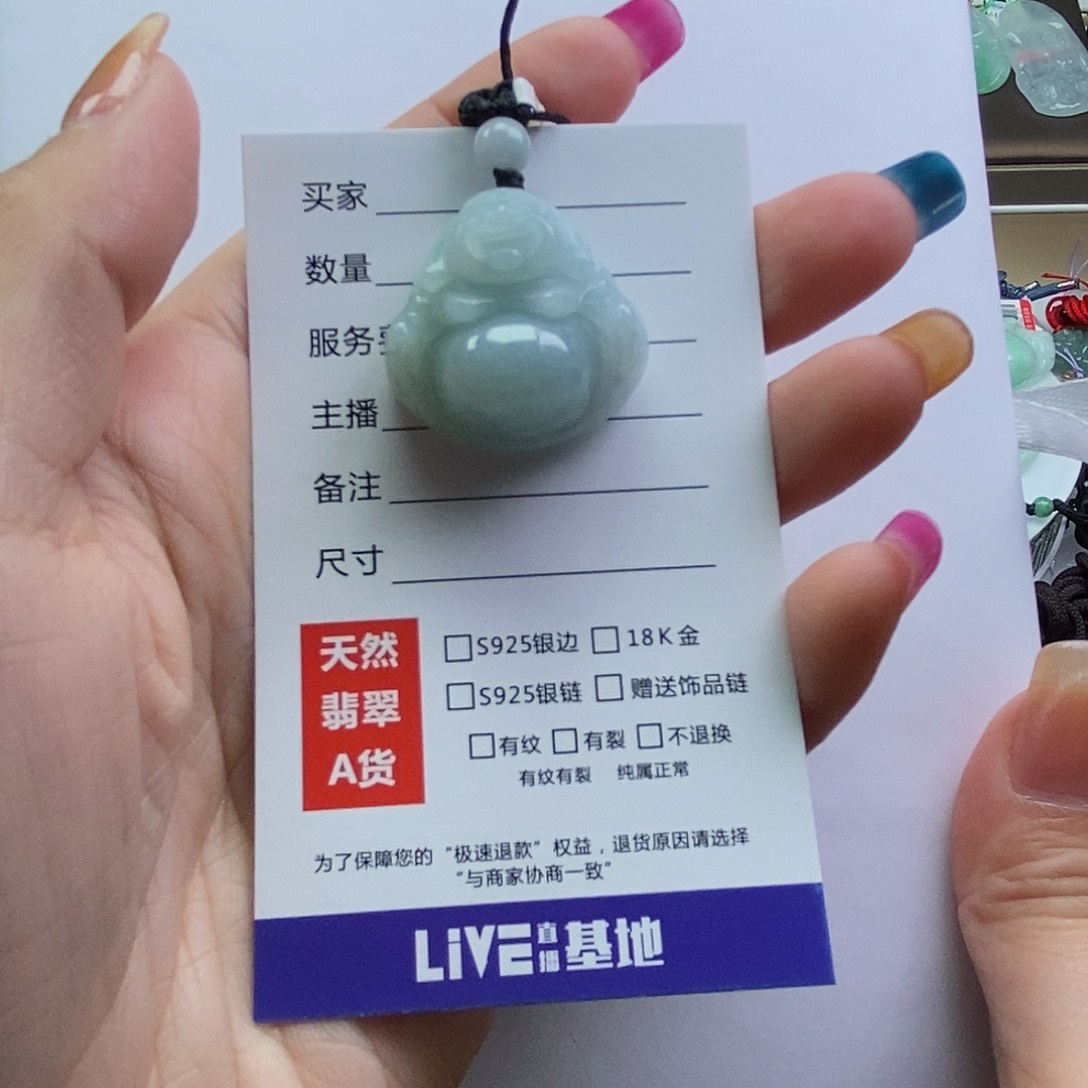 买家
数量
服务
主播
备注
尺寸
天然
翡翠
A货
□S925银边 □18K金
□S925银链 □赠送饰品链
□有纹 □有裂 □不退换
有纹有裂 纯属正常
为了保障您的“极速退款”权益，退货原因请选择
“与商家协商一致”
LiVE直播基地